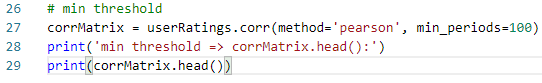 26 # min threshold
27 corrMatrix = userRatings.corr(method='pearson', min_periods=100)
28 print('min threshold => corrMatrix.head():')
29 print(corrMatrix.head())